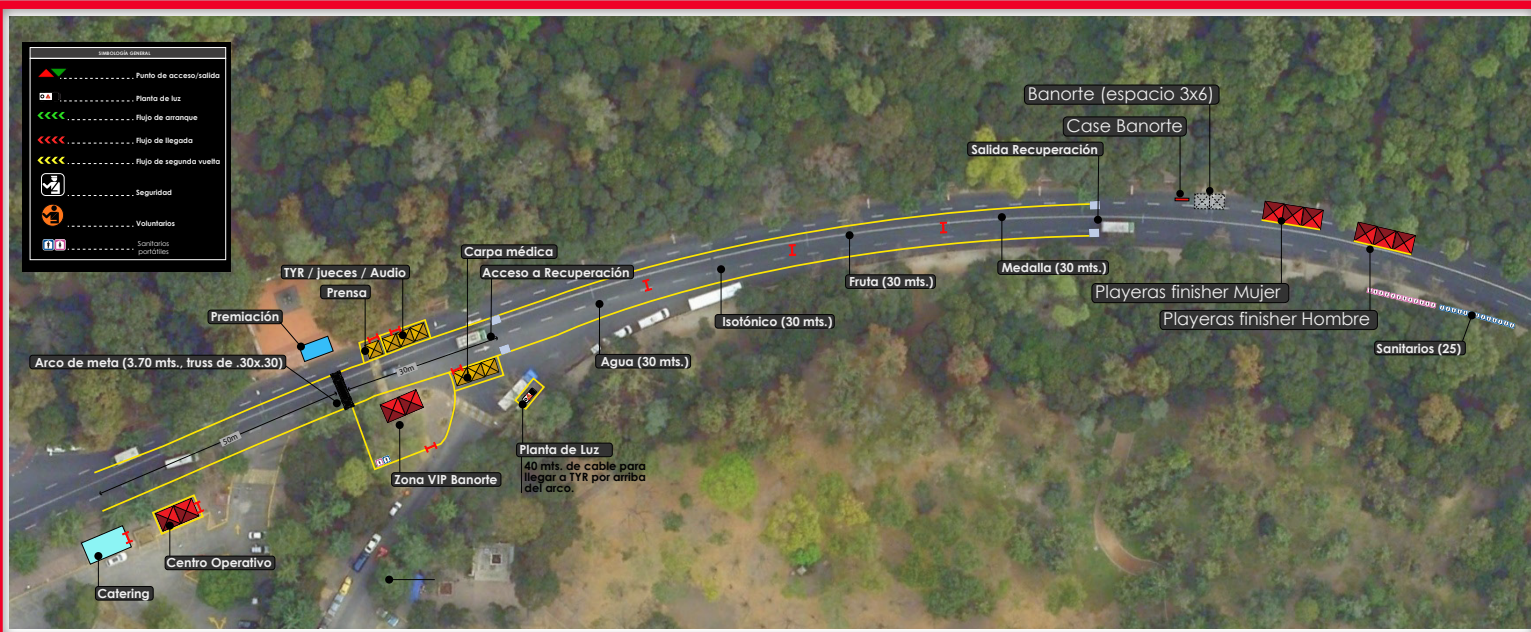 SIMBOLOGÍA GENERAL
Punto de acceso/salida
Planta de luz
Flujo de arranque
Flujo de llegada
Flujo de segunda vuelta
Seguridad
Voluntarios
Sanitarios
portátiles
Banorte (espacio 3x6)
Case Banorte
Salida Recuperación
Carpa médica
TYR / jueces / Audio
Acceso a Recuperación
Prensa
Medalla (30 mts.)
Fruta (30 mts.)
Playeras finisher Mujer
Premiación
Isotónico (30 mts.)
Playeras finisher Hombre
Sanitarios (25)
Arco de meta (3.70 mts., truss de .30x.30)
Agua (30 mts.)
30m
50m
Planta de Luz
40 mts. de cable para
llegar a TYR por arriba
del arco.
Zona VIP Banorte
Centro Operativo
Catering